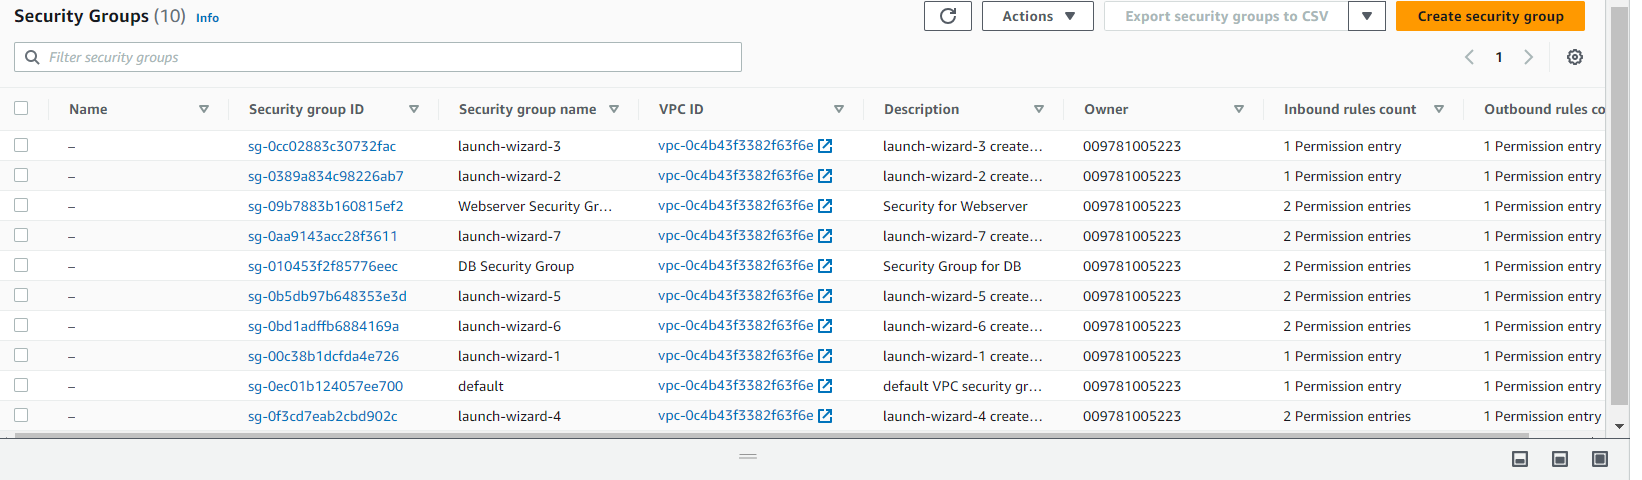 Security Groups (10) Info
Actions Export security groups to CSV Create security group
Filter security groups 1
Name Security group ID Security group name VPC ID Description Owner Inbound rules count Outbound rules co
– sg-0cc02883c30732fac launch-wizard-3 vpc-0c4b43f3382f63f6e launch-wizard-3 create... 009781005223 1 Permission entry 1 Permission entry
– sg-0389a834c98226ab7 launch-wizard-2 vpc-0c4b43f3382f63f6e launch-wizard-2 create... 009781005223 1 Permission entry 1 Permission entry
– sg-09b7883b160815ef2 Webserver Security Gr... vpc-0c4b43f3382f63f6e Security for Webserver 009781005223 2 Permission entries 1 Permission entry
– sg-0aa9143acc28f3611 launch-wizard-7 vpc-0c4b43f3382f63f6e launch-wizard-7 create... 009781005223 2 Permission entries 1 Permission entry
– sg-010453f2f85776eec DB Security Group vpc-0c4b43f3382f63f6e Security Group for DB 009781005223 2 Permission entries 1 Permission entry
– sg-0b5db97b648353e3d launch-wizard-5 vpc-0c4b43f3382f63f6e launch-wizard-5 create... 009781005223 2 Permission entries 1 Permission entry
– sg-0bd1adffb6884169a launch-wizard-6 vpc-0c4b43f3382f63f6e launch-wizard-6 create... 009781005223 2 Permission entries 1 Permission entry
– sg-00c38b1dcfda4e726 launch-wizard-1 vpc-0c4b43f3382f63f6e launch-wizard-1 create... 009781005223 1 Permission entry 1 Permission entry
– sg-0ec01b124057ee700 default vpc-0c4b43f3382f63f6e default VPC security gr... 009781005223 1 Permission entry 1 Permission entry
– sg-0f3cd7eab2cbd902c launch-wizard-4 vpc-0c4b43f3382f63f6e launch-wizard-4 create... 009781005223 2 Permission entries 1 Permission entry